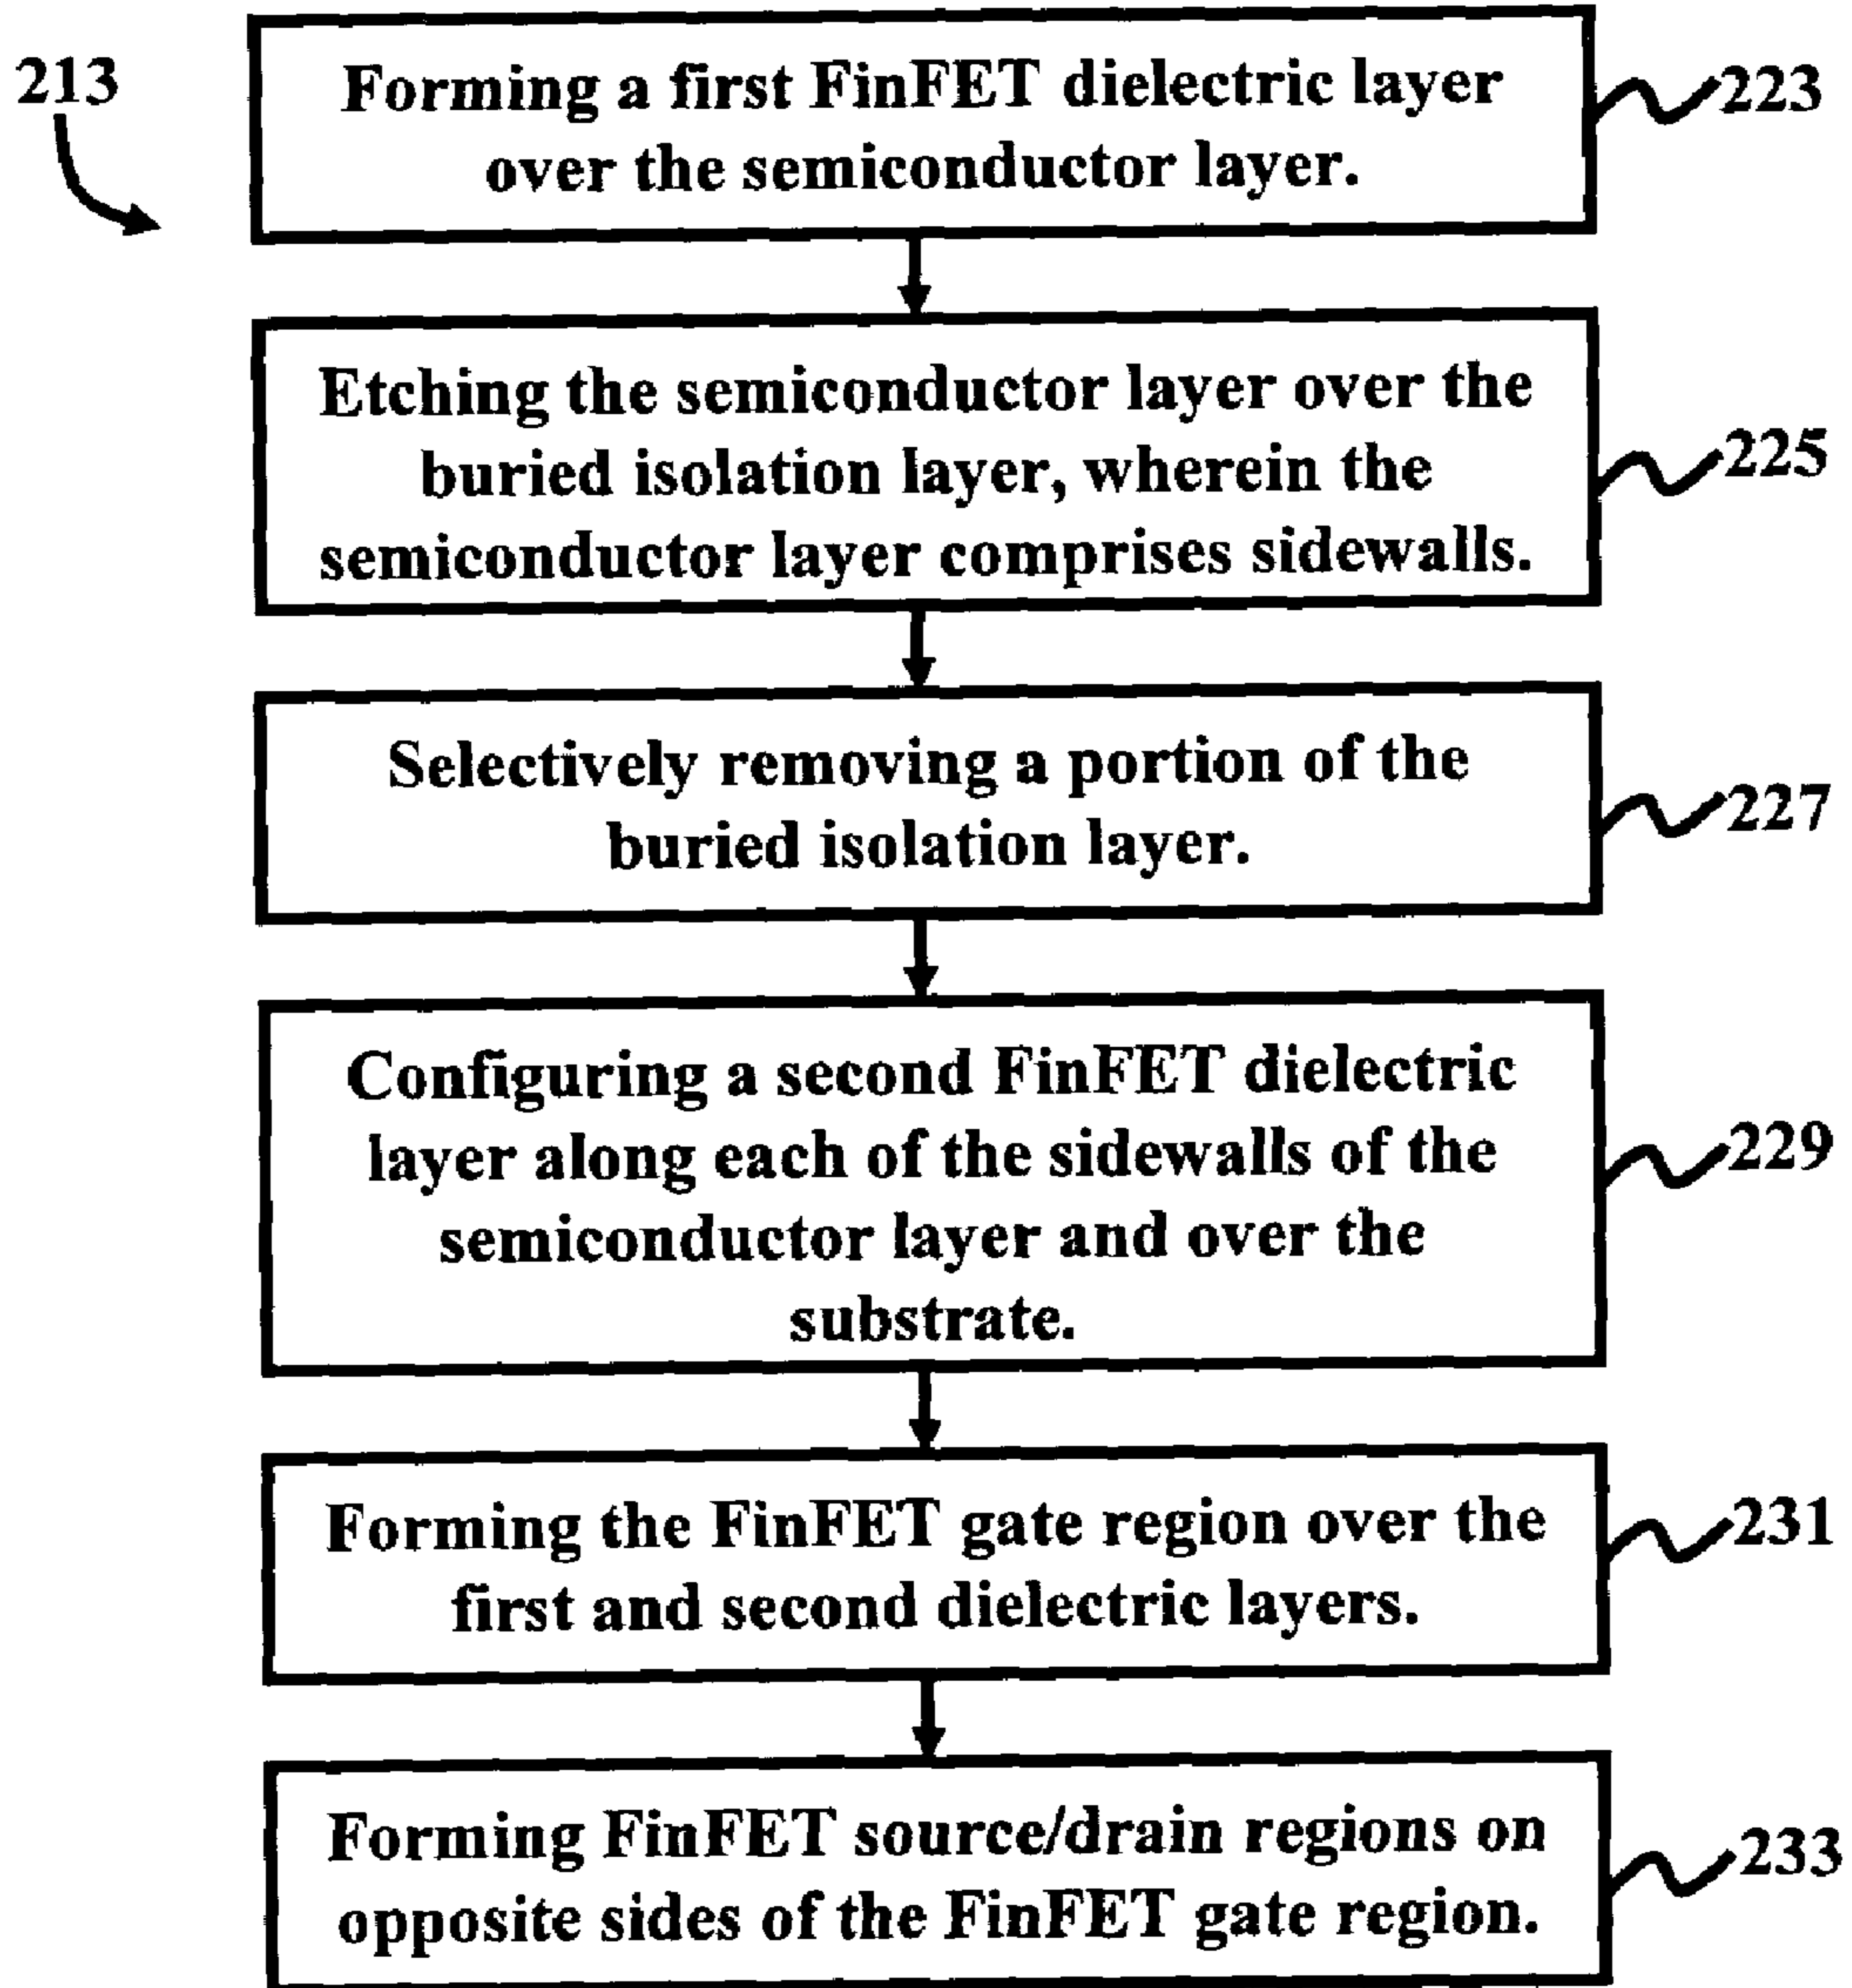 213
Forming a first FinFET dielectric layer
over the semiconductor layer.
223
Etching the semiconductor layer over the
buried isolation layer, wherein the
semiconductor layer comprises sidewalls.
225
Selectively removing a portion of the
buried isolation layer.
227
Configuring a second FinFET dielectric
layer along each of the sidewalls of the
semiconductor layer and over the
substrate.
229
Forming the FinFET gate region over the
first and second dielectric layers.
231
Forming FinFET source/drain regions on
opposite sides of the FinFET gate region.
233